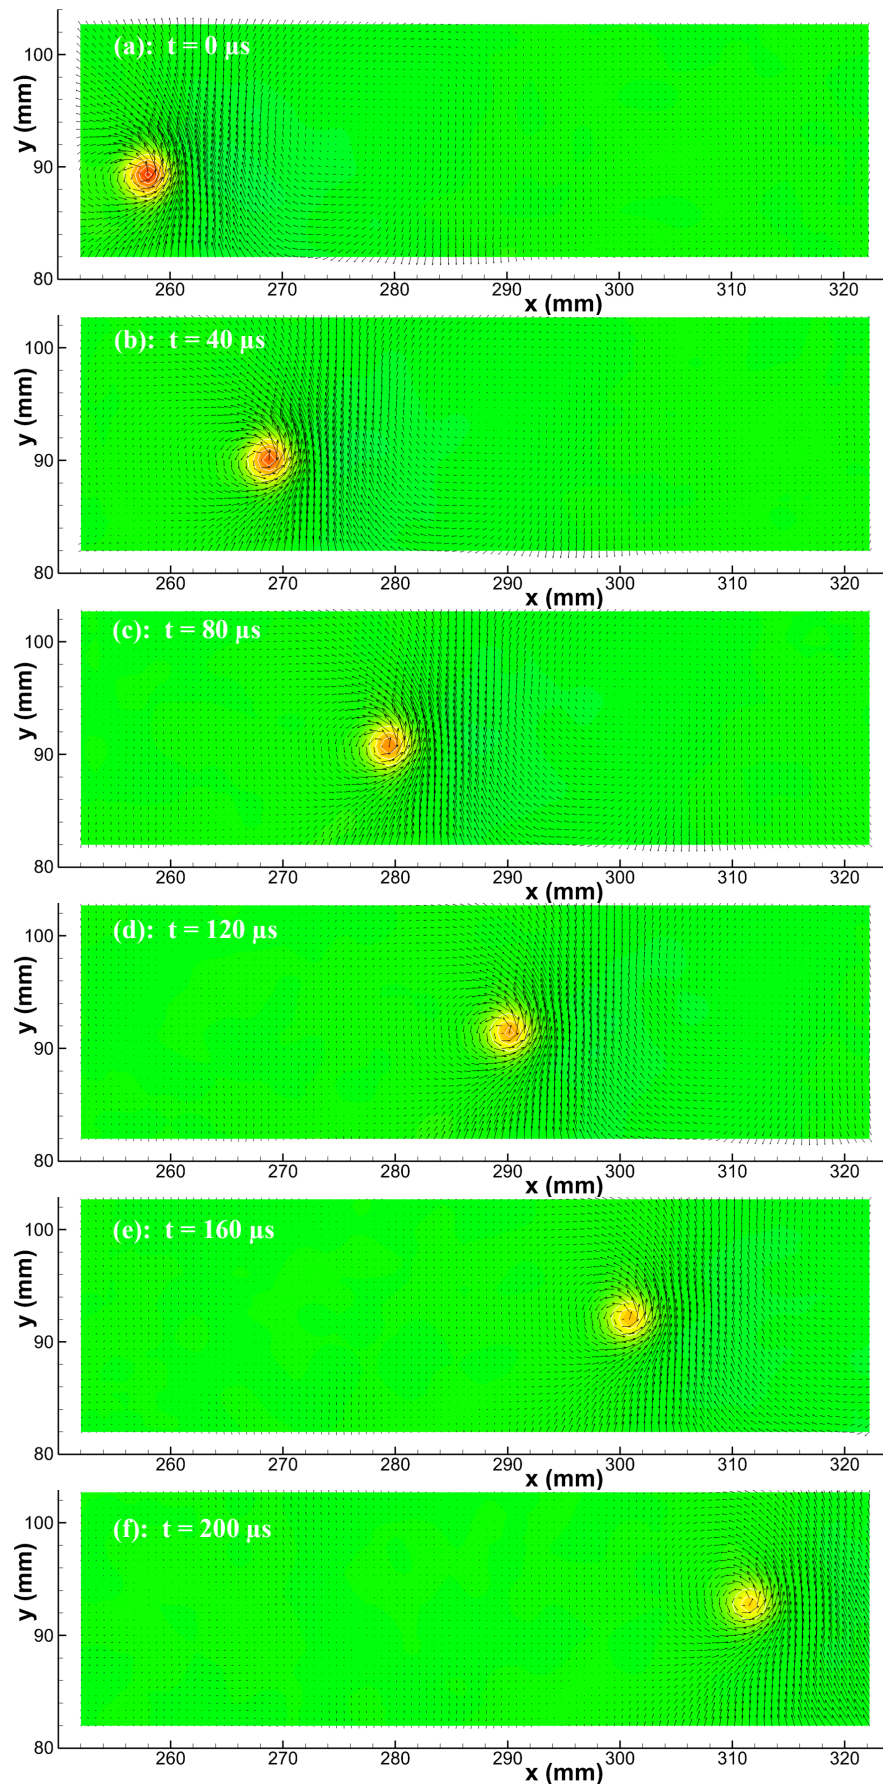 (a): t = 0 µs
y (mm)
100
90
80
260 270 280 290 300 310 320
x (mm)
(b): t = 40 µs
y (mm)
100
90
80
260 270 280 290 300 310 320
x (mm)
(c): t = 80 µs
y (mm)
100
90
80
260 270 280 290 300 310 320
x (mm)
(d): t = 120 µs
y (mm)
100
90
80
260 270 280 290 300 310 320
x (mm)
(e): t = 160 µs
y (mm)
100
90
80
260 270 280 290 300 310 320
x (mm)
(f): t = 200 µs
y (mm)
100
90
80
260 270 280 290 300 310 320
x (mm)